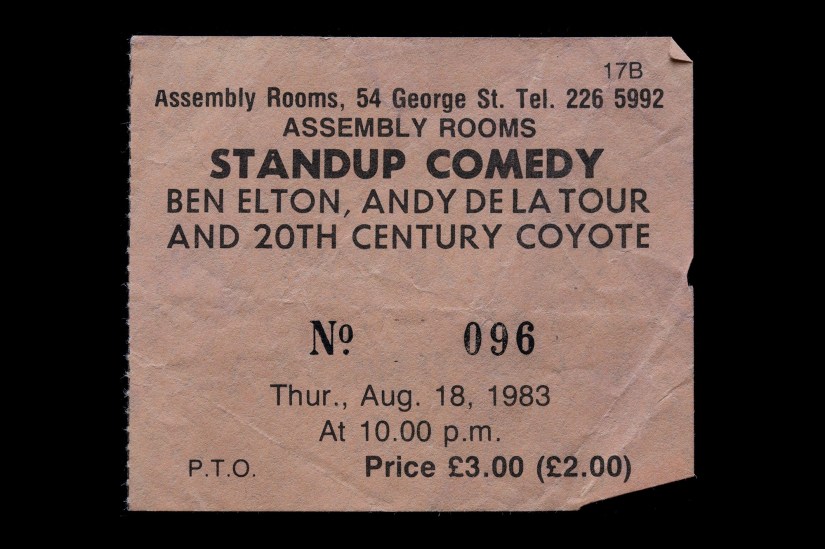 17B
Assembly Rooms, 54 George St. Tel. 226 5992
ASSEMBLY ROOMS
STANDUP COMEDY
BEN ELTON, ANDY DE LA TOUR
AND 20TH CENTURY COYOTE
Nº 096
Thur., Aug. 18, 1983
At 10.00 p.m.
P.T.O. Price £3.00 (£2.00)